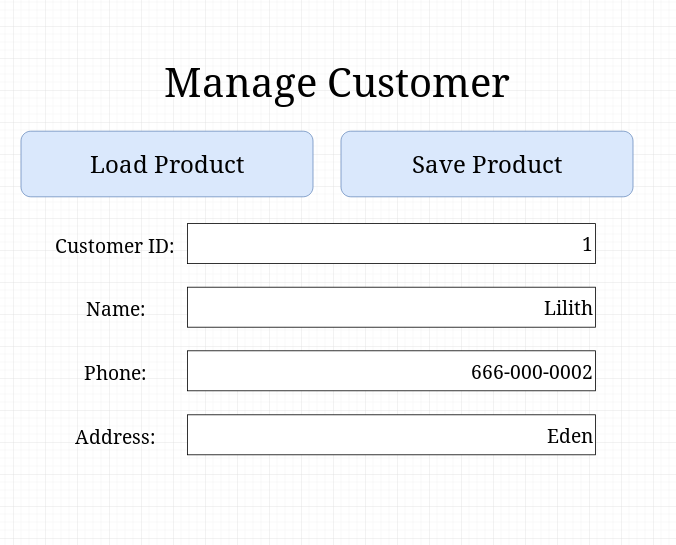 Manage Customer
Load Product Save Product
Customer ID: 1
Name: Lilith
Phone: 666-000-0002
Address: Eden